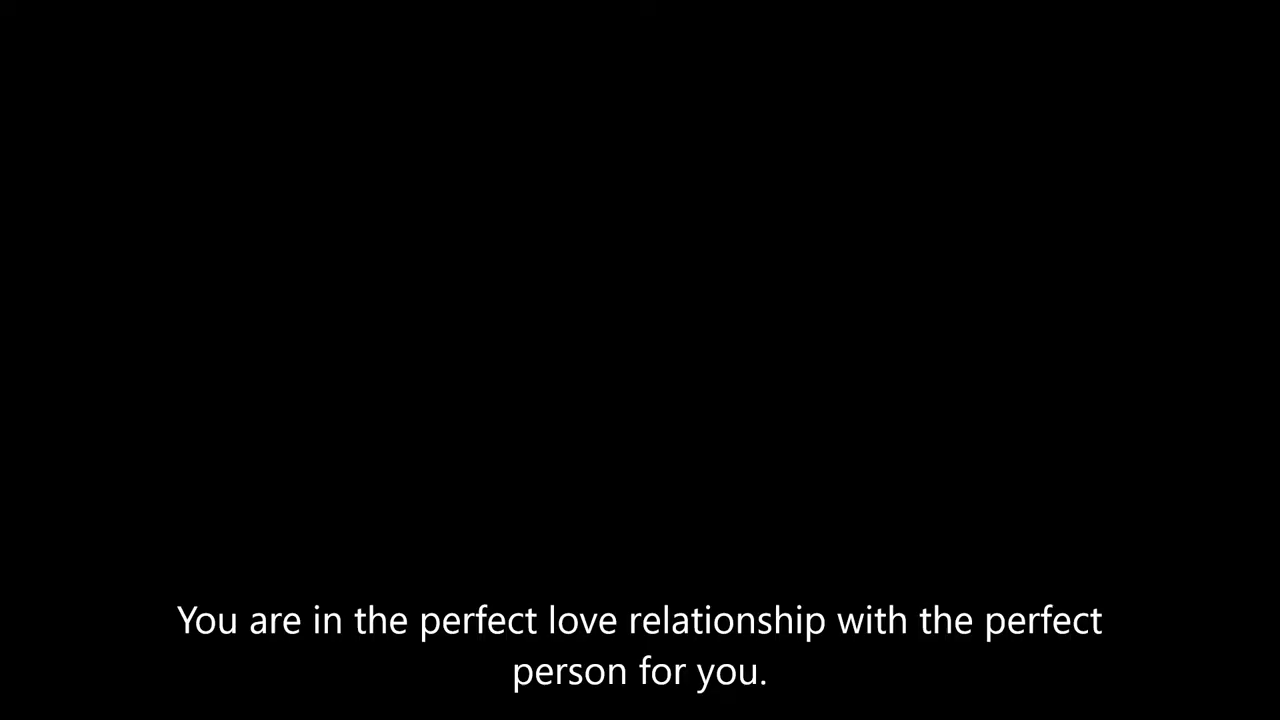 You are in the perfect love relationship with the perfect
person for you.